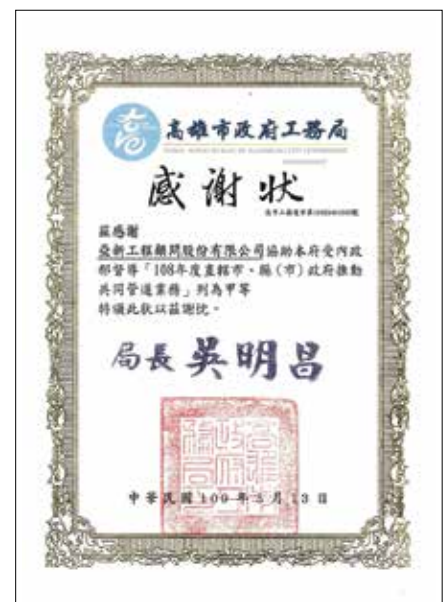 高雄市政府工務局
感謝狀
茲感謝
亞新工程顧問股份有限公司協助本府受內政
部督導「108年度直轄市、縣(市)政府推動
共同管道業務」列為甲等
特頒此狀以茲謝忱。
局長 吳明昌
中華民國109年5月13日